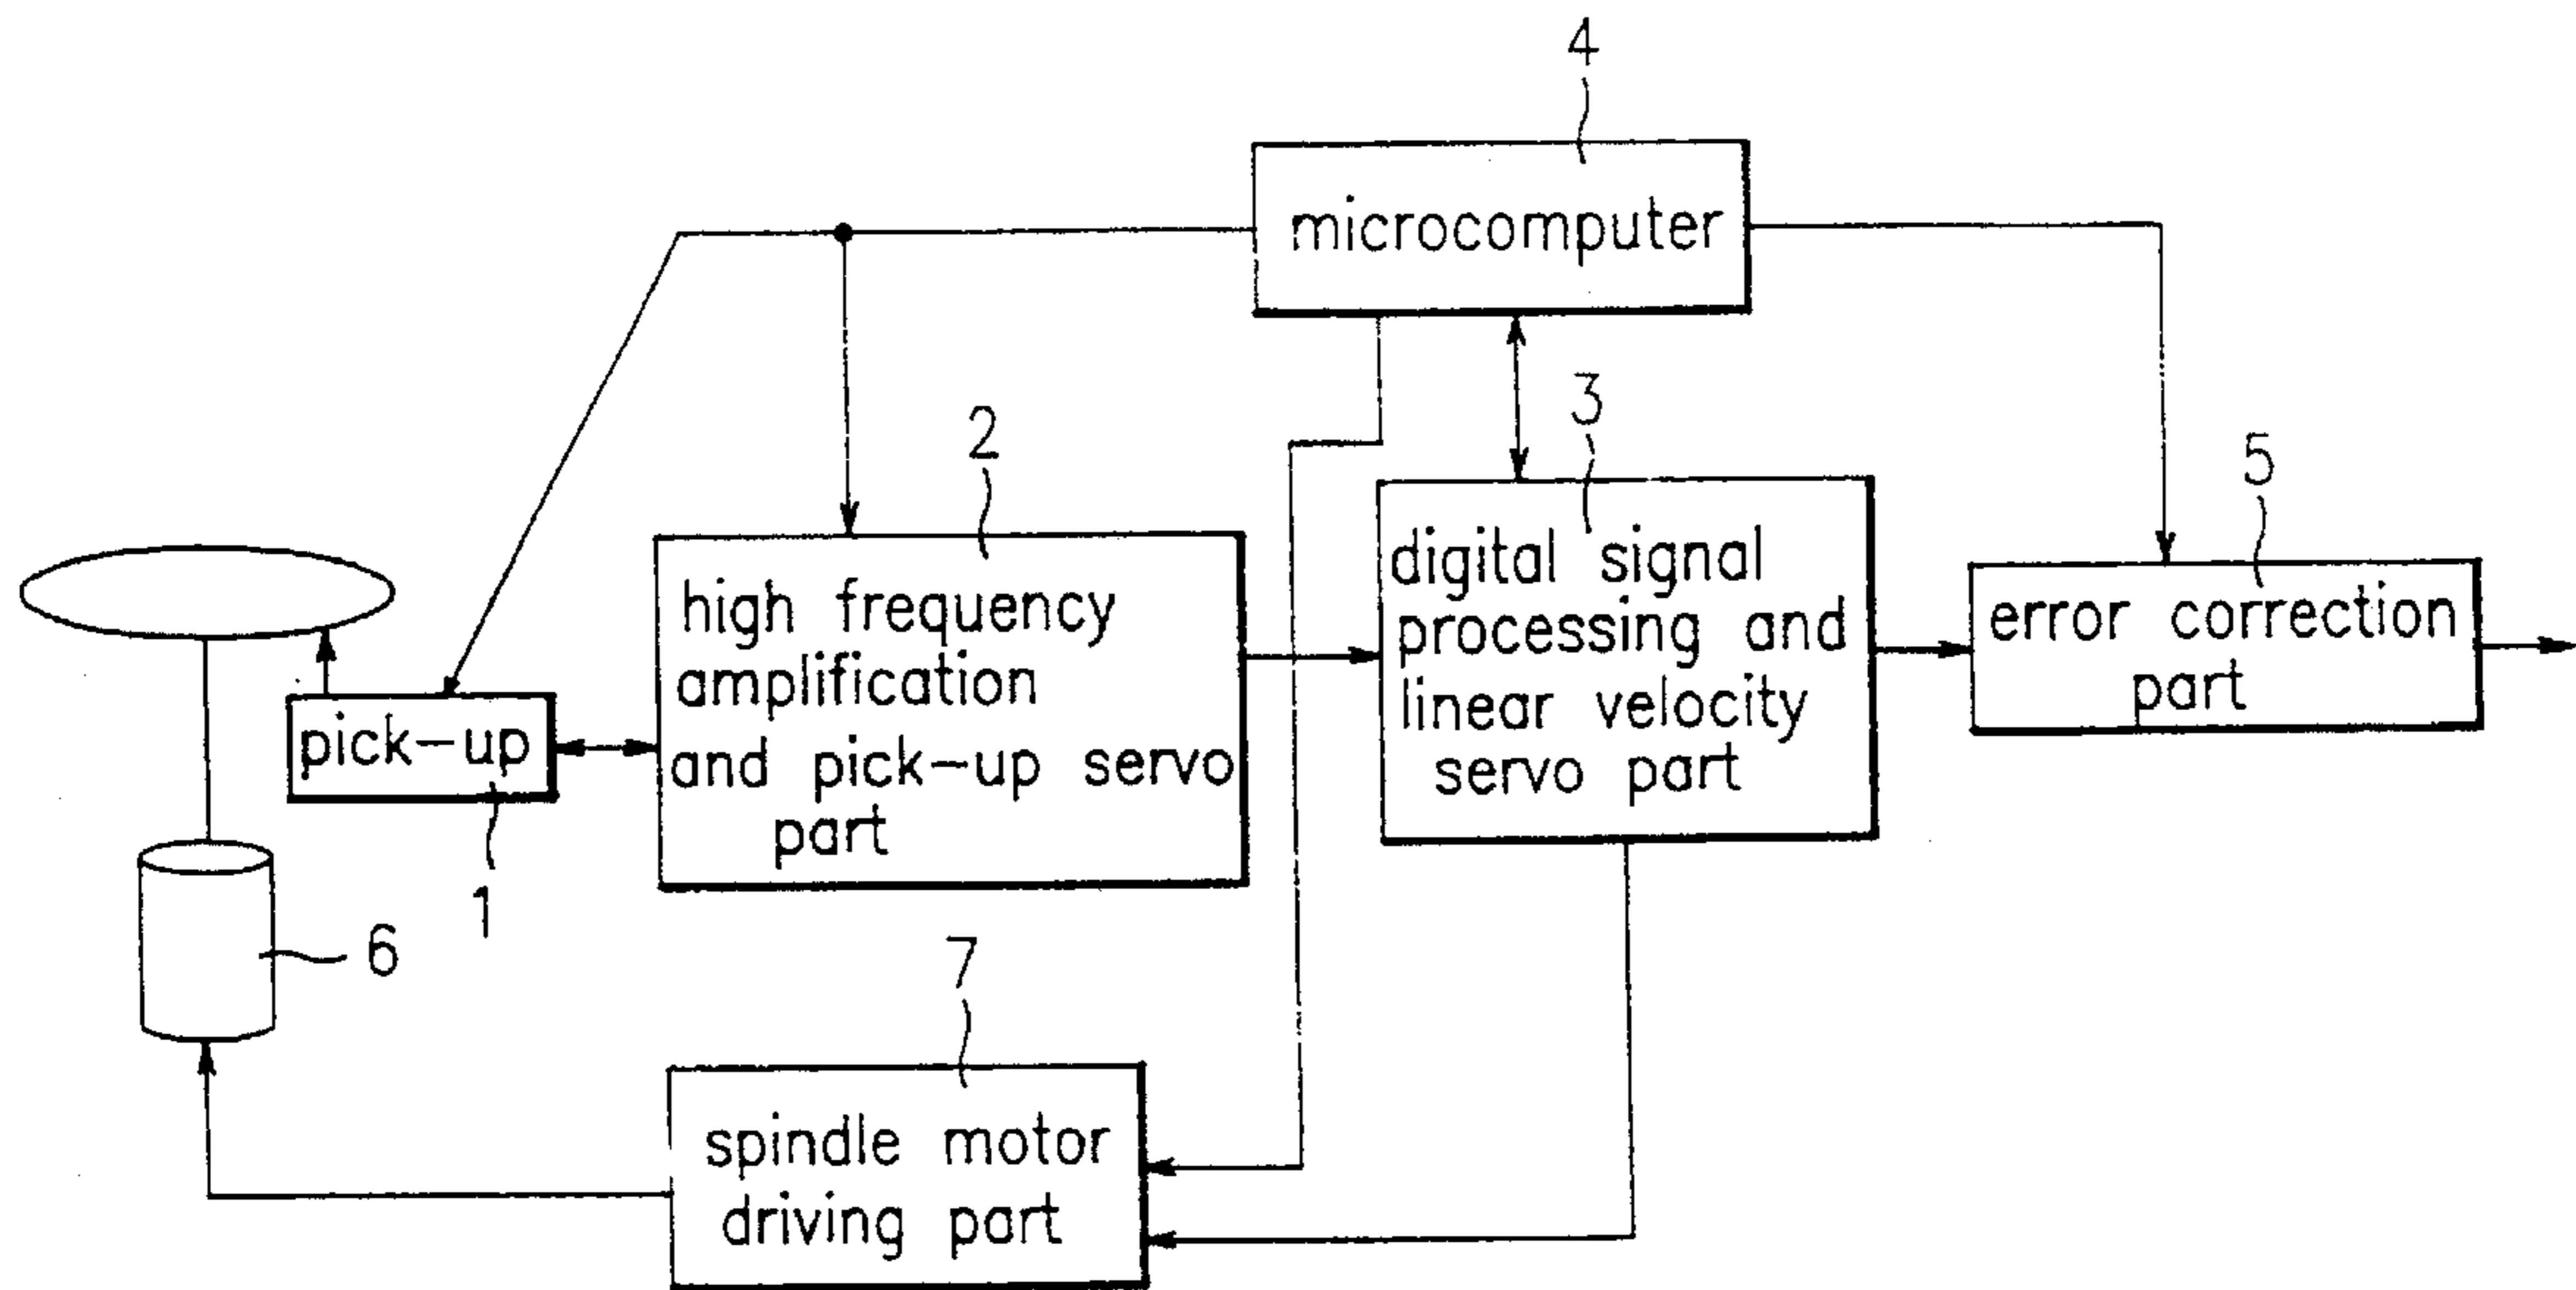 4
microcomputer
3
2
5
digital signal
processing and
linear velocity
servo part
high frequency
amplification
and pick-up servo
part
error correction
part
pick-up
1
6
7
spindle motor
driving part